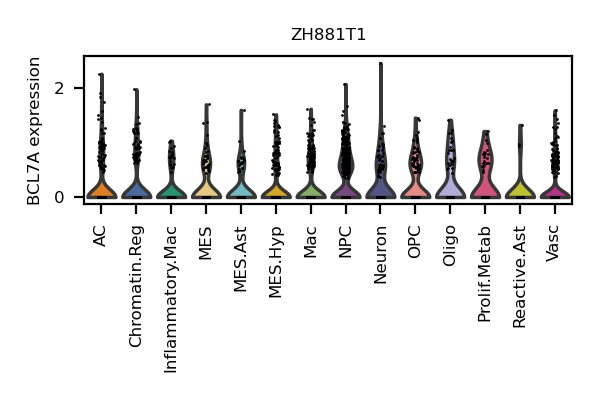 ZH881T1
BCL7A expression
2
0
AC
Chromatin.Reg
Inflammatory.Mac
MES
MES.Ast
MES.Hyp
Mac
NPC
Neuron
OPC
Oligo
Prolif.Metab
Reactive.Ast
Vasc